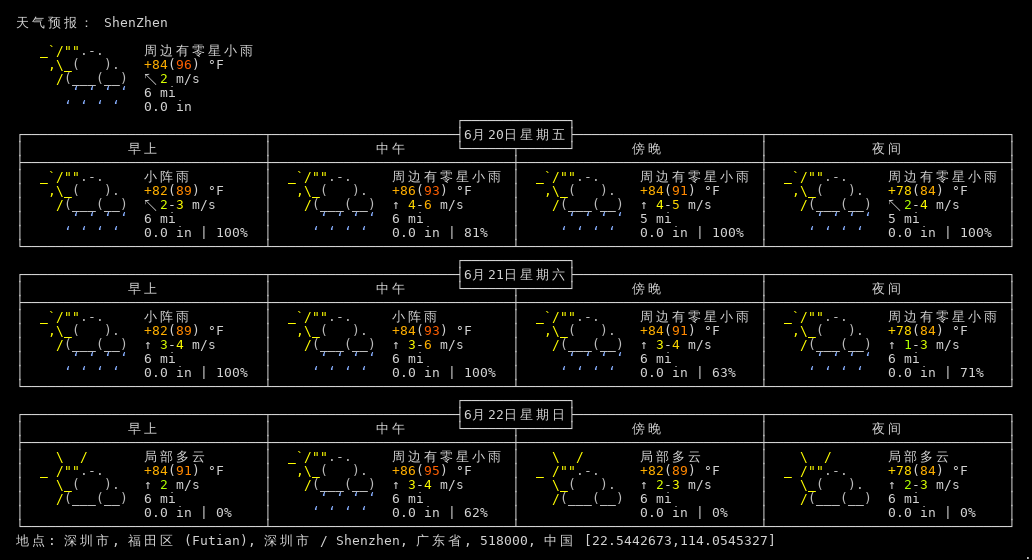 天气预报： ShenZhen
周边有零星小雨
+84(96) °F
↖ 2 m/s
6 mi
0.0 in
6月20日星期五
早上 中午 傍晚 夜间
小阵雨 周边有零星小雨 周边有零星小雨 周边有零星小雨
+82(89) °F +86(93) °F +84(91) °F +78(84) °F
↖ 2-3 m/s ↑ 4-6 m/s ↑ 4-5 m/s ↖ 2-4 m/s
6 mi 6 mi 5 mi 5 mi
0.0 in | 100% 0.0 in | 81% 0.0 in | 100% 0.0 in | 100%
6月21日星期六
早上 中午 傍晚 夜间
小阵雨 小阵雨 周边有零星小雨 周边有零星小雨
+82(89) °F +84(93) °F +84(91) °F +78(84) °F
↑ 3-4 m/s ↑ 3-6 m/s ↑ 3-4 m/s ↑ 1-3 m/s
6 mi 6 mi 6 mi 6 mi
0.0 in | 100% 0.0 in | 100% 0.0 in | 63% 0.0 in | 71%
6月22日星期日
早上 中午 傍晚 夜间
局部多云 周边有零星小雨 局部多云 局部多云
+84(91) °F +86(95) °F +82(89) °F +78(84) °F
↑ 2 m/s ↑ 3-4 m/s ↑ 2-3 m/s ↑ 2-3 m/s
6 mi 6 mi 6 mi 6 mi
0.0 in | 0% 0.0 in | 62% 0.0 in | 0% 0.0 in | 0%
地点: 深圳市, 福田区 (Futian), 深圳市 / Shenzhen, 广东省, 518000, 中国 [22.5442673,114.0545327]